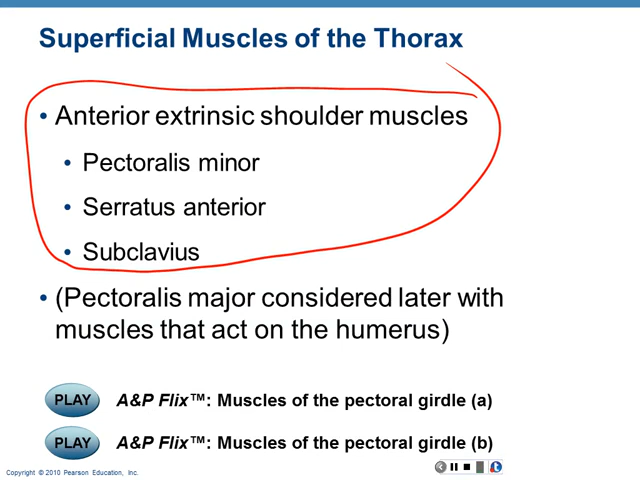 Superficial Muscles of the Thorax
• Anterior extrinsic shoulder muscles
• Pectoralis minor
• Serratus anterior
• Subclavius
• (Pectoralis major considered later with
muscles that act on the humerus)
PLAY A&P Flix™: Muscles of the pectoral girdle (a)
PLAY A&P Flix™: Muscles of the pectoral girdle (b)
Copyright © 2010 Pearson Education, Inc.